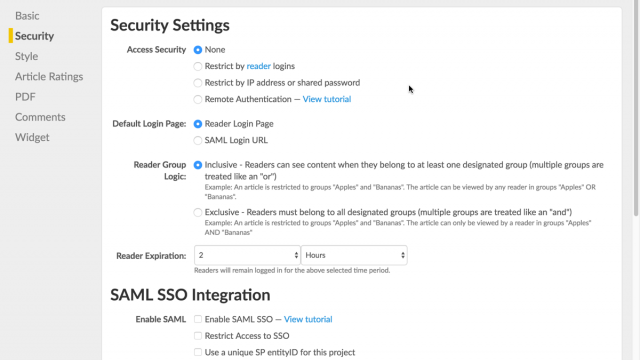 Basic
Security
Style
Article Ratings
PDF
Comments
Widget
Security Settings
Access Security
None
Restrict by reader logins
Restrict by IP address or shared password
Remote Authentication — View tutorial
Default Login Page:
Reader Login Page
SAML Login URL
Reader Group
Logic:
Inclusive - Readers can see content when they belong to at least one designated group (multiple groups are
treated like an "or")
Example: An article is restricted to groups "Apples" and "Bananas". The article can be viewed by any reader in groups "Apples" OR
"Bananas".
Exclusive - Readers must belong to all designated groups (multiple groups are treated like an "and")
Example: An article is restricted to groups "Apples" and "Bananas". The article can only be viewed by a reader in groups "Apples"
AND "Bananas"
Reader Expiration:
2
Hours
Readers will remain logged in for the above selected time period.
SAML SSO Integration
Enable SAML
Enable SAML SSO — View tutorial
Restrict Access to SSO
Use a unique SP entityID for this project